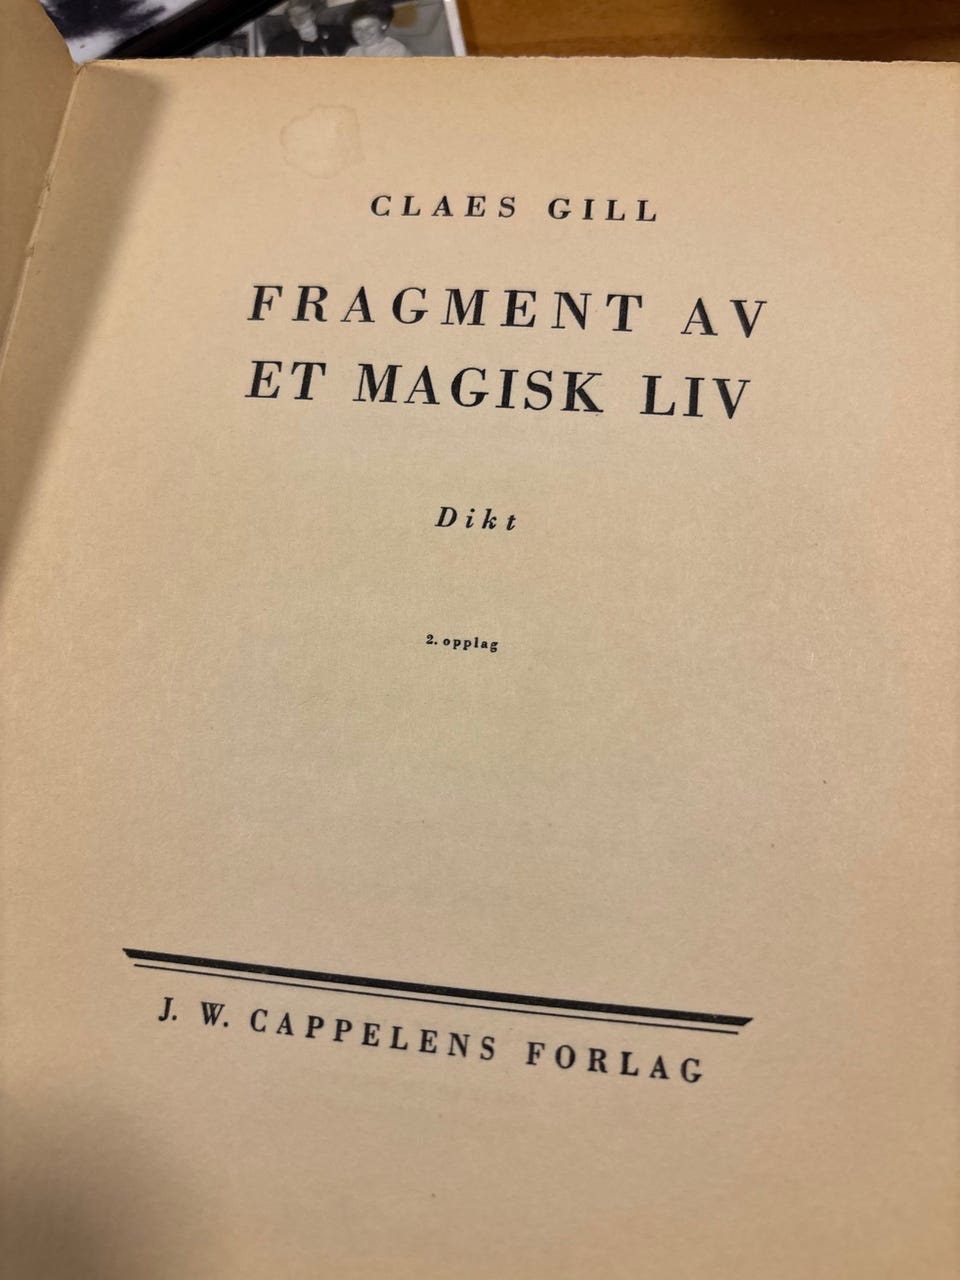 CLAES GILL
FRAGMENT AV
ET MAGISK LIV
Dikt
2. opplag
J. W. CAPPELENS FORLAG